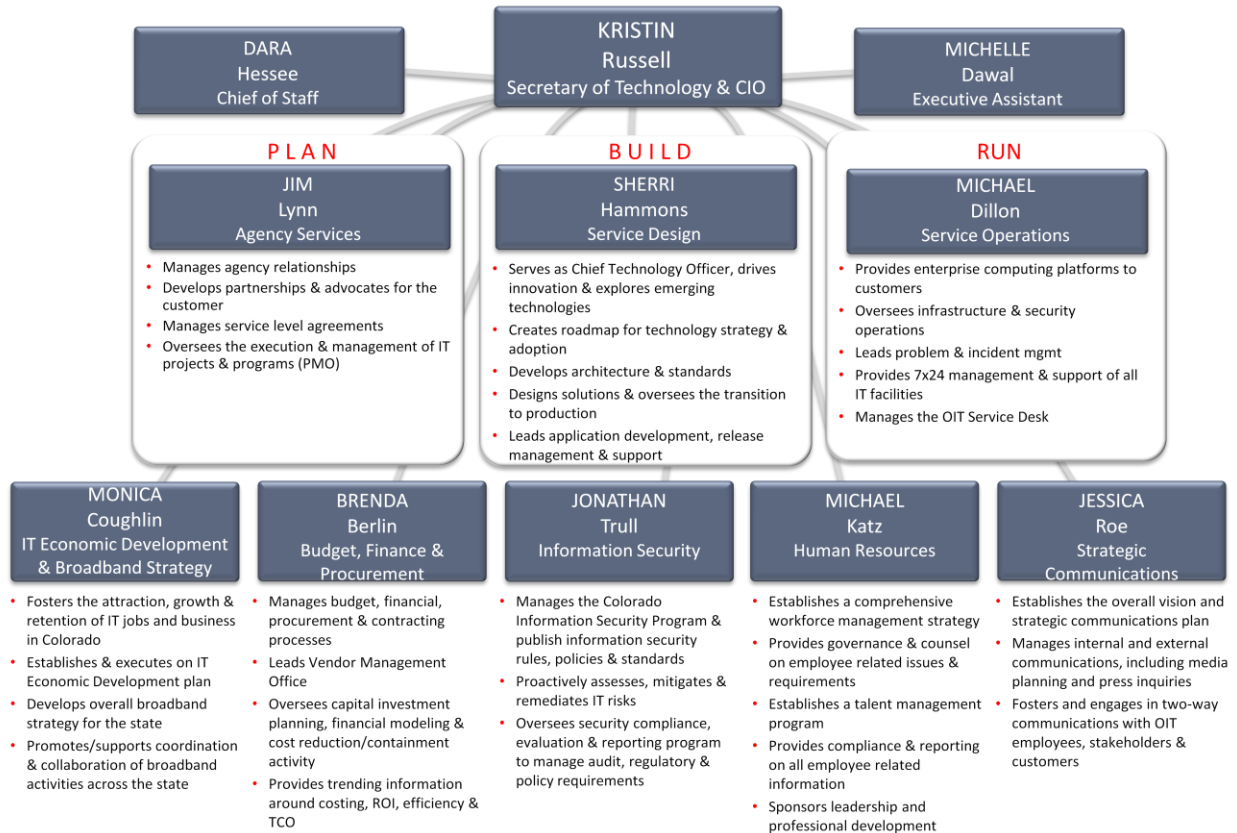 KRISTIN
Russell
Secretary of Technology & CIO
DARA
Hessee
Chief of Staff
MICHELLE
Dawal
Executive Assistant
P L A N
JIM
Lynn
Agency Services
• Manages agency relationships
• Develops partnerships & advocates for the
customer
• Manages service level agreements
• Oversees the execution & management of IT
projects & programs (PMO)
B U I L D
SHERRI
Hammons
Service Design
• Serves as Chief Technology Officer, drives
innovation & explores emerging
technologies
• Creates roadmap for technology strategy &
adoption
• Develops architecture & standards
• Designs solutions & oversees the transition
to production
• Leads application development, release
management & support
RUN
MICHAEL
Dillon
Service Operations
• Provides enterprise computing platforms to
customers
• Oversees infrastructure & security
operations
• Leads problem & incident mgmt
• Provides 7x24 management & support of all
IT facilities
• Manages the OIT Service Desk
MONICA
Coughlin
IT Economic Development
& Broadband Strategy
• Fosters the attraction, growth &
retention of IT jobs and business
in Colorado
• Establishes & executes on IT
Economic Development plan
• Develops overall broadband
strategy for the state
• Promotes/supports coordination
& collaboration of broadband
activities across the state
BRENDA
Berlin
Budget, Finance &
Procurement
• Manages budget, financial,
procurement & contracting
processes
• Leads Vendor Management
Office
• Oversees capital investment
planning, financial modeling &
cost reduction/containment
activity
• Provides trending information
around costing, ROI, efficiency &
TCO
JONATHAN
Trull
Information Security
• Manages the Colorado
Information Security Program &
publish information security
rules, policies & standards
• Proactively assesses, mitigates &
remediates IT risks
• Oversees security compliance,
evaluation & reporting program
to manage audit, regulatory &
policy requirements
MICHAEL
Katz
Human Resources
• Establishes a comprehensive
workforce management strategy
• Provides governance & counsel
on employee related issues &
requirements
• Establishes a talent management
program
• Provides compliance & reporting
on all employee related
information
• Sponsors leadership and
professional development
JESSICA
Roe
Strategic
Communications
• Establishes the overall vision and
strategic communications plan
• Manages internal and external
communications, including media
planning and press inquiries
• Fosters and engages in two-way
communications with OIT
employees, stakeholders &
customers